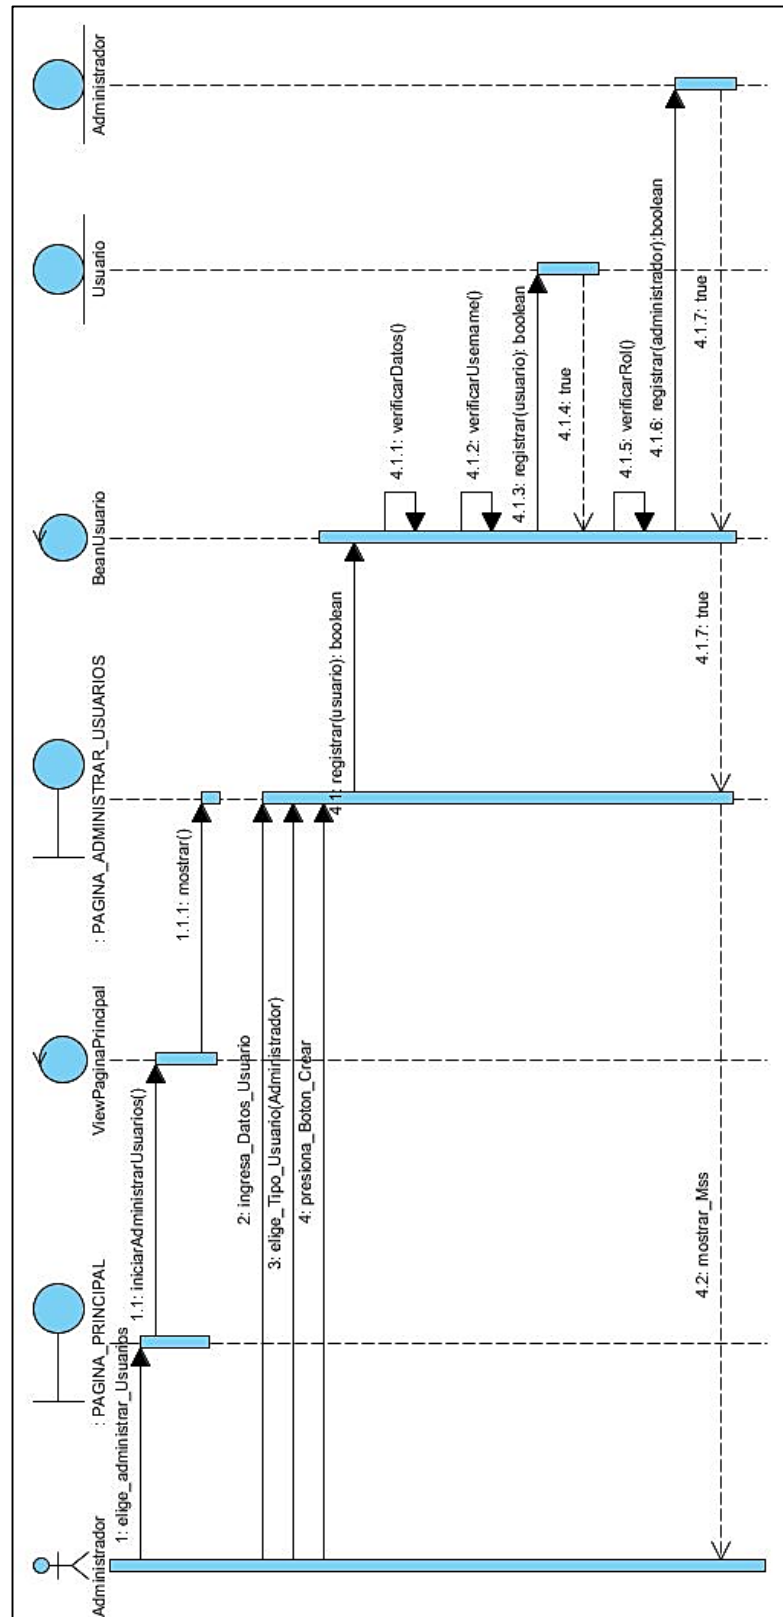 Administrador
: PAGINA_PRINCIPAL
ViewPaginaPrincipal
: PAGINA_ADMINISTRAR_USUARIOS
BeanUsuario
Usuario
Administrador
1: elige_administrar_Usuarios
1.1: iniciarAdministrarUsuarios()
1.1.1: mostrar()
2: ingresa_Datos_Usuario
3: elige_Tipo_Usuario(Administrador)
4: presiona_Boton_Crear
4.1: registrar(usuario): boolean
4.1.1: verificarDatos()
4.1.2: verificarUsername()
4.1.3: registrar(usuario): boolean
4.1.4: true
4.1.5: verificarRol()
4.1.6: registrar(administrador):boolean
4.1.7: true
4.1.7: true
4.2: mostrar_Mss